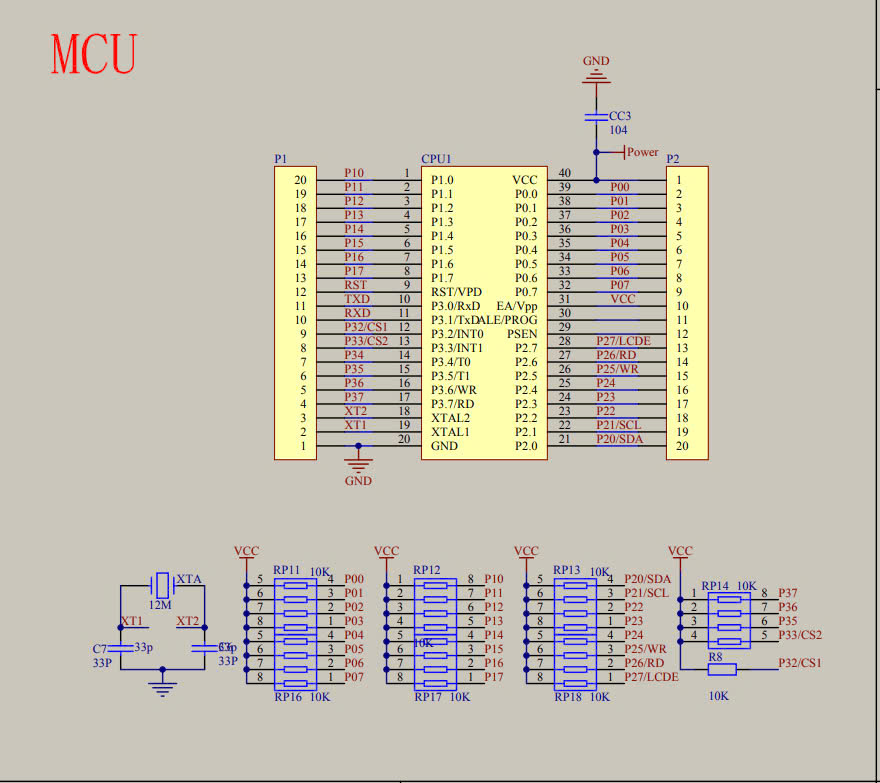 MCU
GND
CC3
104
Power
P1 CPU1 P2
20 P10 1 P1.0 VCC 40 1
19 P11 2 P1.1 P0.0 39 P00 2
18 P12 3 P1.2 P0.1 38 P01 3
17 P13 4 P1.3 P0.2 37 P02 4
16 P14 5 P1.4 P0.3 36 P03 5
15 P15 6 P1.5 P0.4 35 P04 6
14 P16 7 P1.6 P0.5 34 P05 7
13 P17 8 P1.7 P0.6 33 P06 8
12 RST 9 RST/VPD P0.7 32 P07 9
11 TXD 10 P3.0/RxD EA/Vpp 31 VCC 10
10 RXD 11 P3.1/TxD ALE/PROG 30 11
9 P32/CS1 12 P3.2/INT0 PSEN 29 12
8 P33/CS2 13 P3.3/INT1 P2.7 28 P27/LCDE 13
7 P34 14 P3.4/T0 P2.6 27 P26/RD 14
6 P35 15 P3.5/T1 P2.5 26 P25/WR 15
5 P36 16 P3.6/WR P2.4 25 P24 16
4 P37 17 P3.7/RD P2.3 24 P23 17
3 XT2 18 XTAL2 P2.2 23 P22 18
2 XT1 19 XTAL1 P2.1 22 P21/SCL 19
1 20 GND P2.0 21 P20/SDA 20
GND
XTA
12M
XT1 XT2
C7 33p
33P
33p
33P
VCC
RP11 10K
5 4 P00
6 3 P01
7 2 P02
8 1 P03
5 4 P04
6 3 P05
7 2 P06
8 1 P07
RP16 10K
VCC
RP12
1 8 P10
2 7 P11
3 6 P12
4 5 P13
5 4 P14
10K
6 3 P15
7 2 P16
8 1 P17
RP17 10K
VCC
RP13 10K
5 4 P20/SDA
6 3 P21/SCL
7 2 P22
8 1 P23
5 4 P24
6 3 P25/WR
7 2 P26/RD
8 1 P27/LCDE
RP18 10K
VCC
RP14 10K
1 8 P37
2 7 P36
3 6 P35
4 5 P33/CS2
R8 P32/CS1
10K